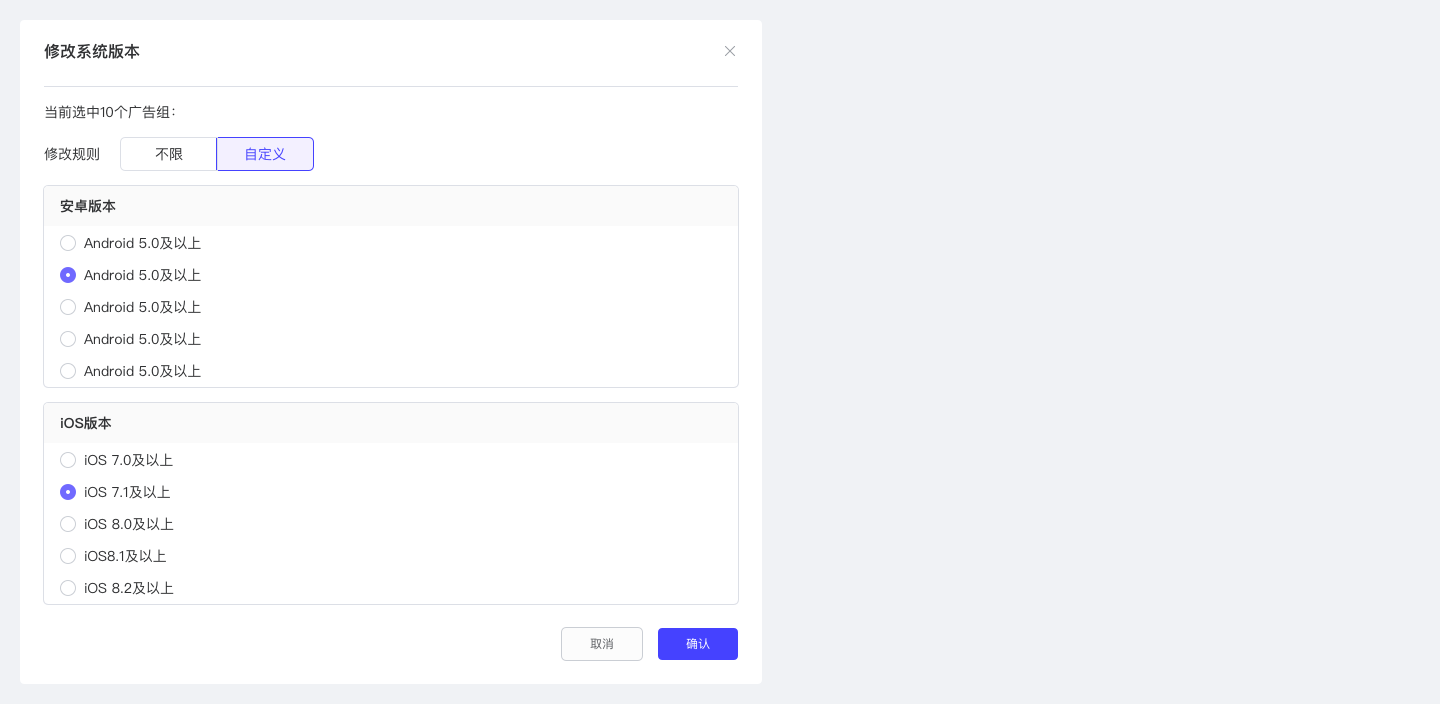 修改系统版本
当前选中10个广告组：
修改规则 不限 自定义
安卓版本
Android 5.0及以上
Android 5.0及以上
Android 5.0及以上
Android 5.0及以上
Android 5.0及以上
iOS版本
iOS 7.0及以上
iOS 7.1及以上
iOS 8.0及以上
iOS8.1及以上
iOS 8.2及以上
取消 确认